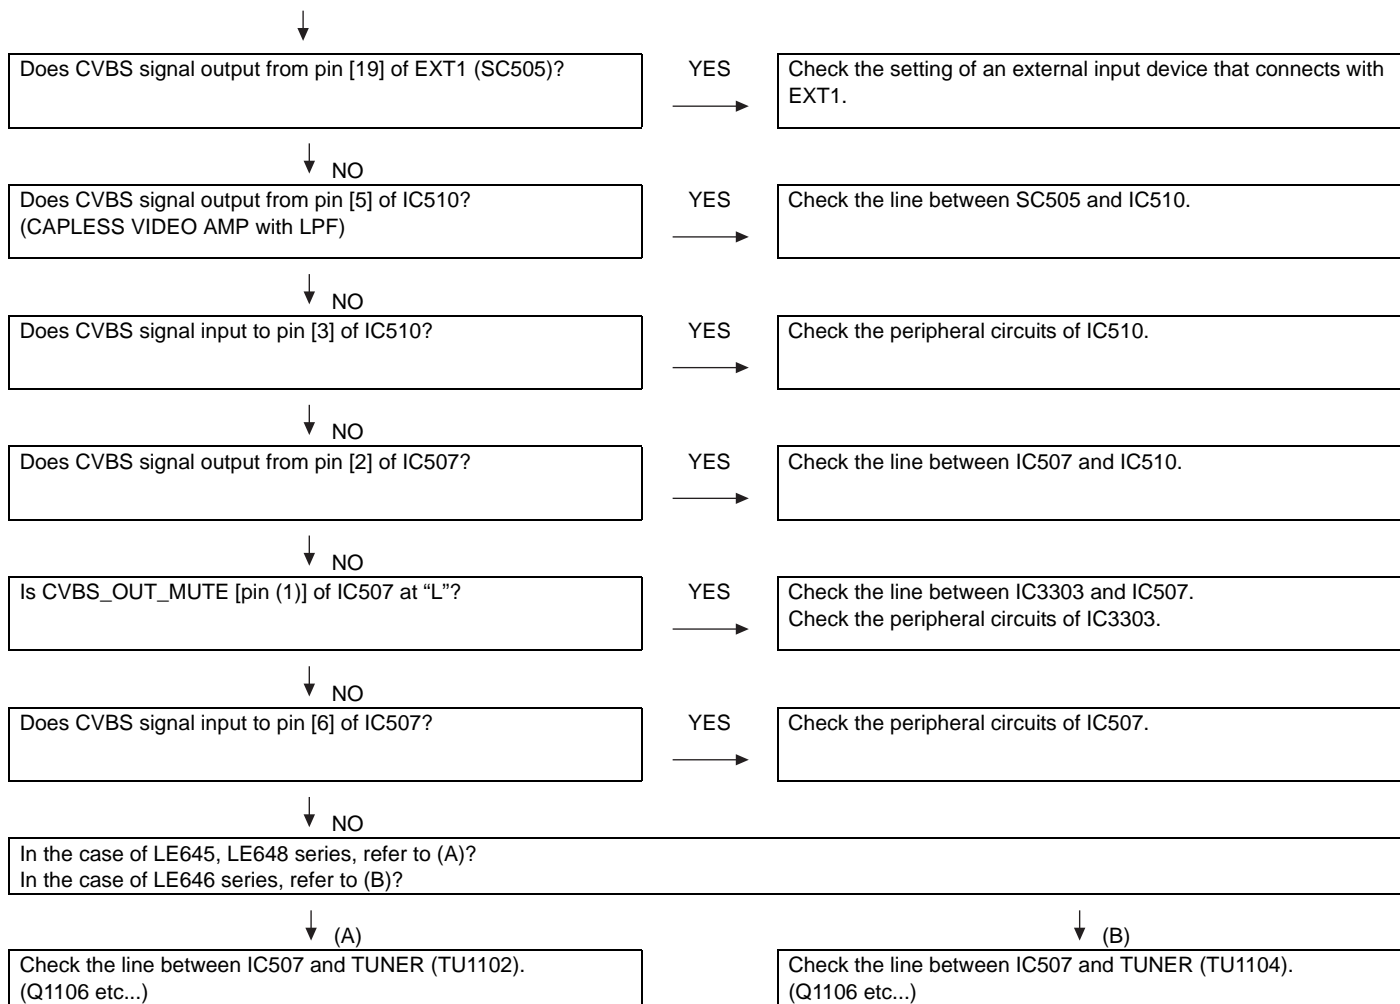 Does CVBS signal output from pin [19] of EXT1 (SC505)?
YES
Check the setting of an external input device that connects with
EXT1.
NO
Does CVBS signal output from pin [5] of IC510?
(CAPLESS VIDEO AMP with LPF)
YES
Check the line between SC505 and IC510.
NO
Does CVBS signal input to pin [3] of IC510?
YES
Check the peripheral circuits of IC510.
NO
Does CVBS signal output from pin [2] of IC507?
YES
Check the line between IC507 and IC510.
NO
Is CVBS_OUT_MUTE [pin (1)] of IC507 at “L”?
YES
Check the line between IC3303 and IC507.
Check the peripheral circuits of IC3303.
NO
Does CVBS signal input to pin [6] of IC507?
YES
Check the peripheral circuits of IC507.
NO
In the case of LE645, LE648 series, refer to (A)?
In the case of LE646 series, refer to (B)?
(A)
Check the line between IC507 and TUNER (TU1102).
(Q1106 etc...)
(B)
Check the line between IC507 and TUNER (TU1104).
(Q1106 etc...)